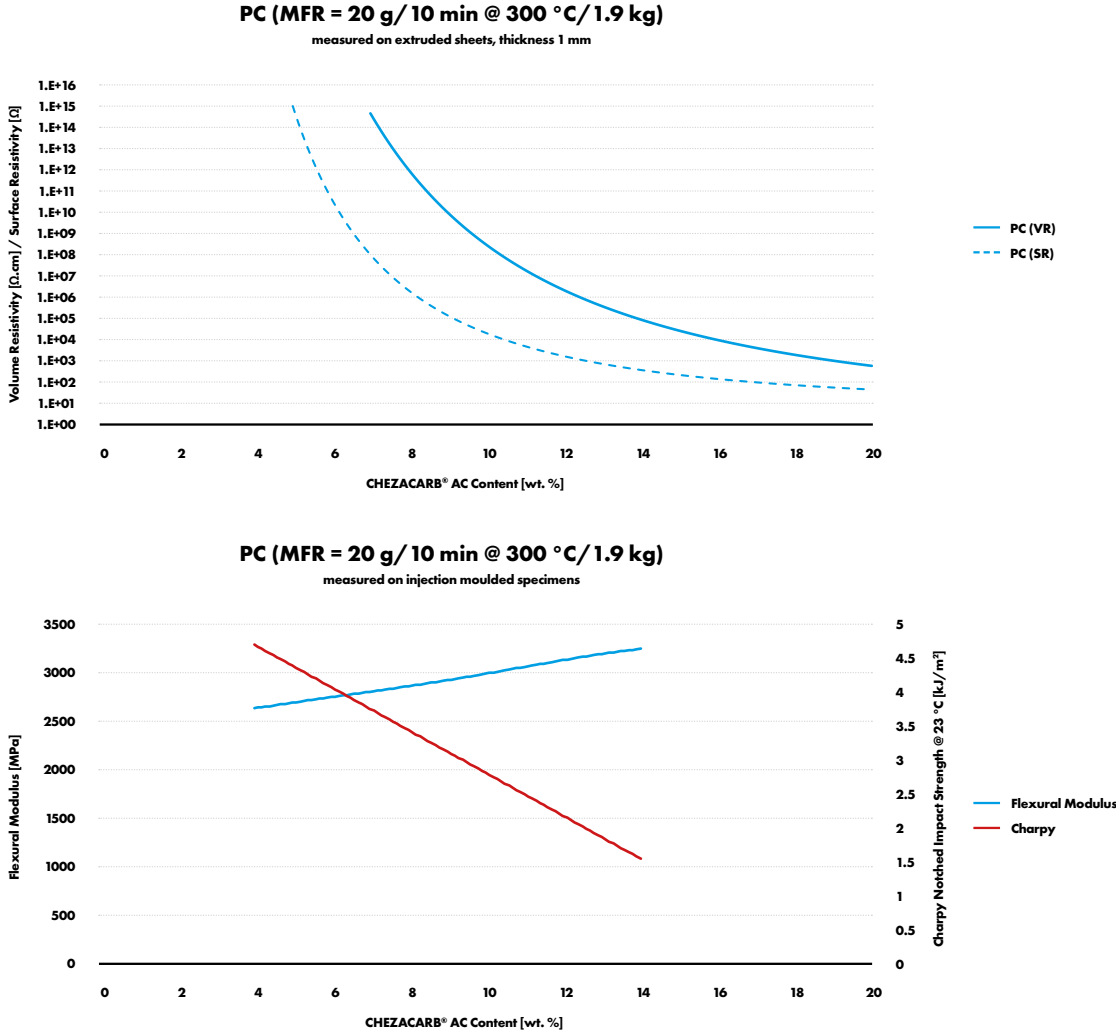 PC (MFR = 20 g/10 min @ 300 °C/1.9 kg)
measured on extruded sheets, thickness 1 mm
Volume Resistivity [Ω.cm] / Surface Resistivity [Ω]
1.E+16
1.E+15
1.E+14
1.E+13
1.E+12
1.E+11
1.E+10
1.E+09
1.E+08
1.E+07
1.E+06
1.E+05
1.E+04
1.E+03
1.E+02
1.E+01
1.E+00
0 2 4 6 8 10 12 14 16 18 20
CHEZACARB® AC Content [wt. %]
PC (VR)
PC (SR)
PC (MFR = 20 g/10 min @ 300 °C/1.9 kg)
measured on injection moulded specimens
Flexural Modulus [MPa]
3500
3000
2500
2000
1500
1000
500
0
5
4.5
4
3.5
3
2.5
2
1.5
1
0.5
0
Charpy Notched Impact Strength @ 23 °C [kJ/m²]
0 2 4 6 8 10 12 14 16 18 20
CHEZACARB® AC Content [wt. %]
Flexural Modulus
Charpy